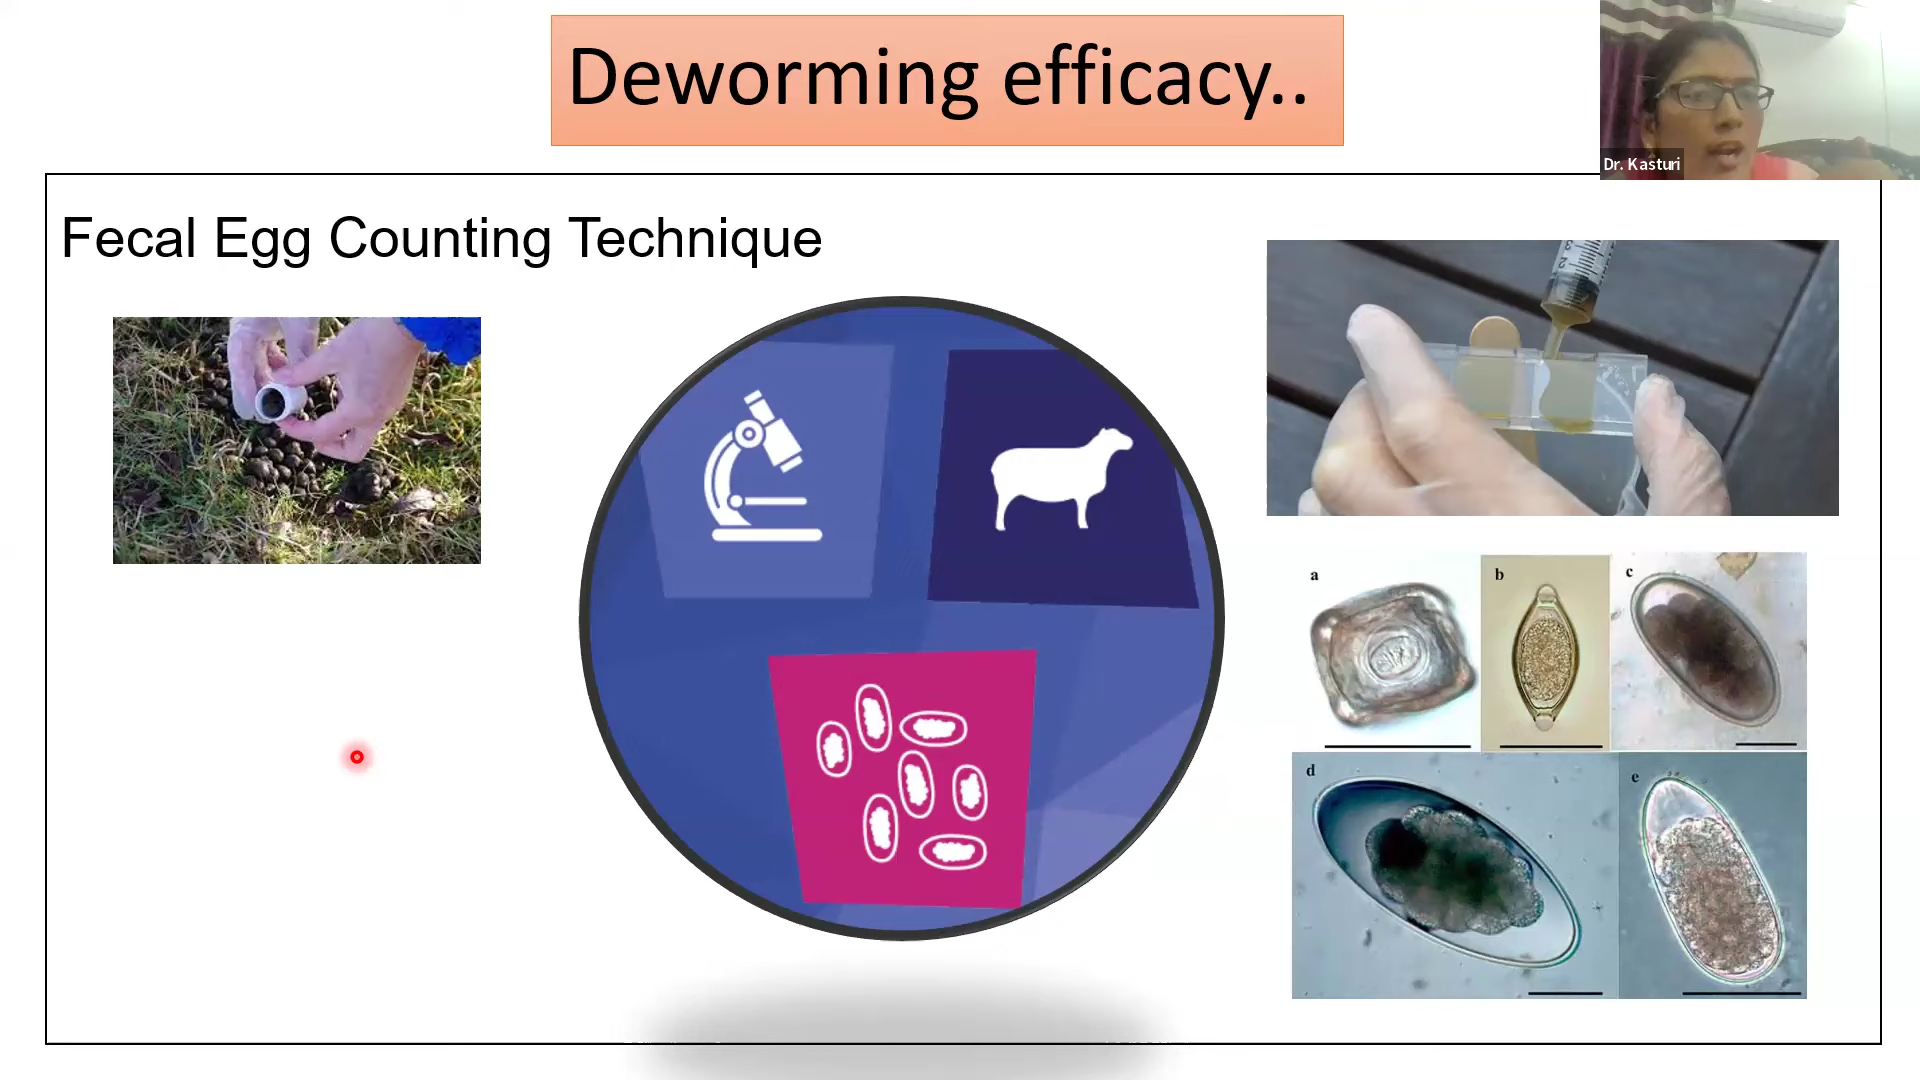 Deworming efficacy..
Dr. Kasturi
Fecal Egg Counting Technique
a
b
c
d
e